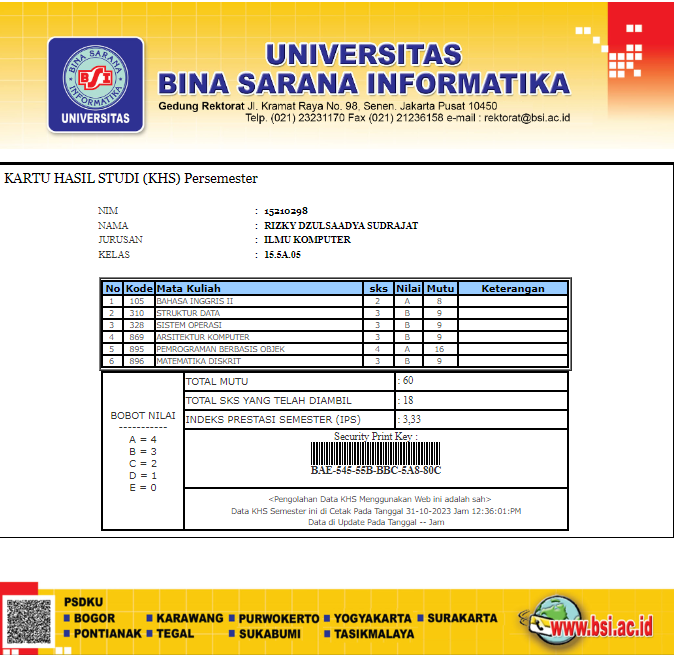 UNIVERSITAS
BINA SARANA INFORMATIKA
Gedung Rektorat Jl. Kramat Raya No. 98, Senen. Jakarta Pusat 10450
Telp. (021) 23231170 Fax (021) 21236158 e-mail : rektorat@bsi.ac.id
BINA SARANA
BSI
INFORMATIKA
UNIVERSITAS
KARTU HASIL STUDI (KHS) Persemester
NIM : 15210298
NAMA : RIZKY DZULSAADYA SUDRAJAT
JURUSAN : ILMU KOMPUTER
KELAS : 15.5A.05
No Kode Mata Kuliah sks Nilai Mutu Keterangan
1 105 BAHASA INGGRIS II 2 A 8
2 310 STRUKTUR DATA 3 B 9
3 328 SISTEM OPERASI 3 B 9
4 869 ARSITEKTUR KOMPUTER 3 B 9
5 895 PEMROGRAMAN BERBASIS OBJEK 4 A 16
6 896 MATEMATIKA DISKRIT 3 B 9
BOBOT NILAI
-----------
A = 4
B = 3
C = 2
D = 1
E = 0
TOTAL MUTU : 60
TOTAL SKS YANG TELAH DIAMBIL : 18
INDEKS PRESTASI SEMESTER (IPS) : 3,33
Security Print Key :
BAE-545-55B-BBC-5A8-80C
<Pengolahan Data KHS Menggunakan Web ini adalah sah>
Data KHS Semester ini di Cetak Pada Tanggal 31-10-2023 Jam 12:36:01:PM
Data di Update Pada Tanggal -- Jam
PSDKU
BOGOR KARAWANG PURWOKERTO YOGYAKARTA SURAKARTA
PONTIANAK TEGAL SUKABUMI TASIKMALAYA
www.bsi.ac.id